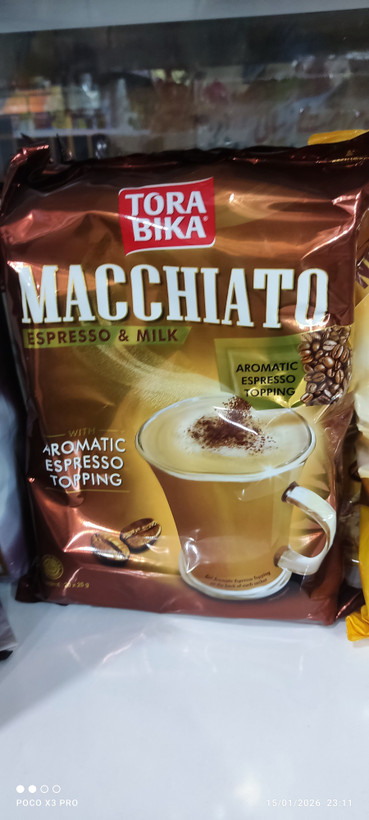 TORA
BIKA®
MACCHIATO
ESPRESSO & MILK
AROMATIC
ESPRESSO
TOPPING
WITH
AROMATIC
ESPRESSO
TOPPING
x 25 g
POCO X3 PRO
15/01/2026 23:11